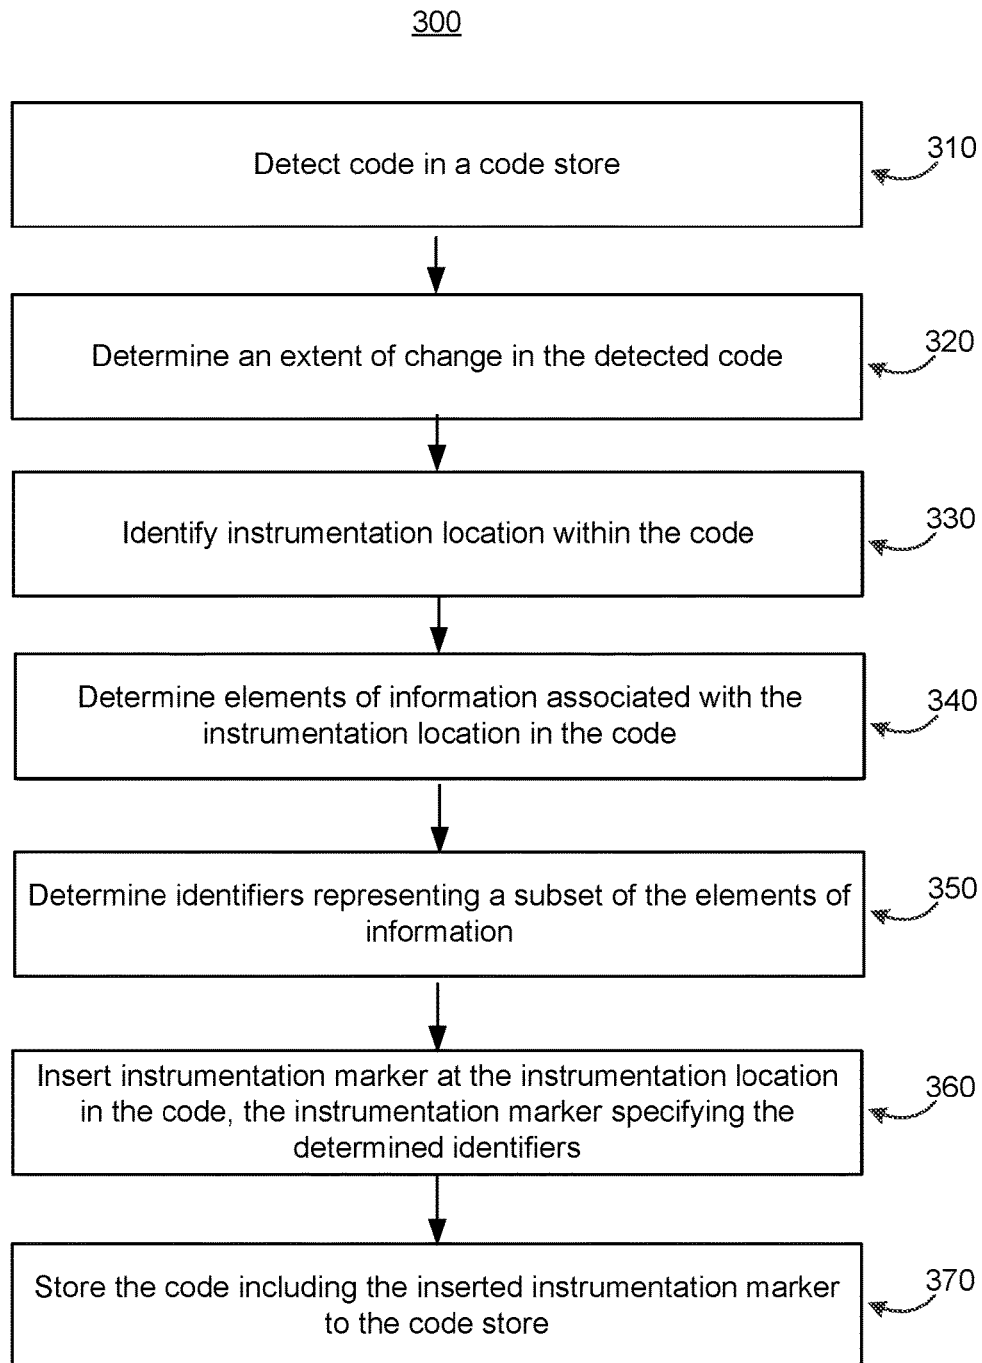 300
Detect code in a code store
310
Determine an extent of change in the detected code
320
Identify instrumentation location within the code
330
Determine elements of information associated with the
instrumentation location in the code
340
Determine identifiers representing a subset of the elements of
information
350
Insert instrumentation marker at the instrumentation location
in the code, the instrumentation marker specifying the
determined identifiers
360
Store the code including the inserted instrumentation marker
to the code store
370